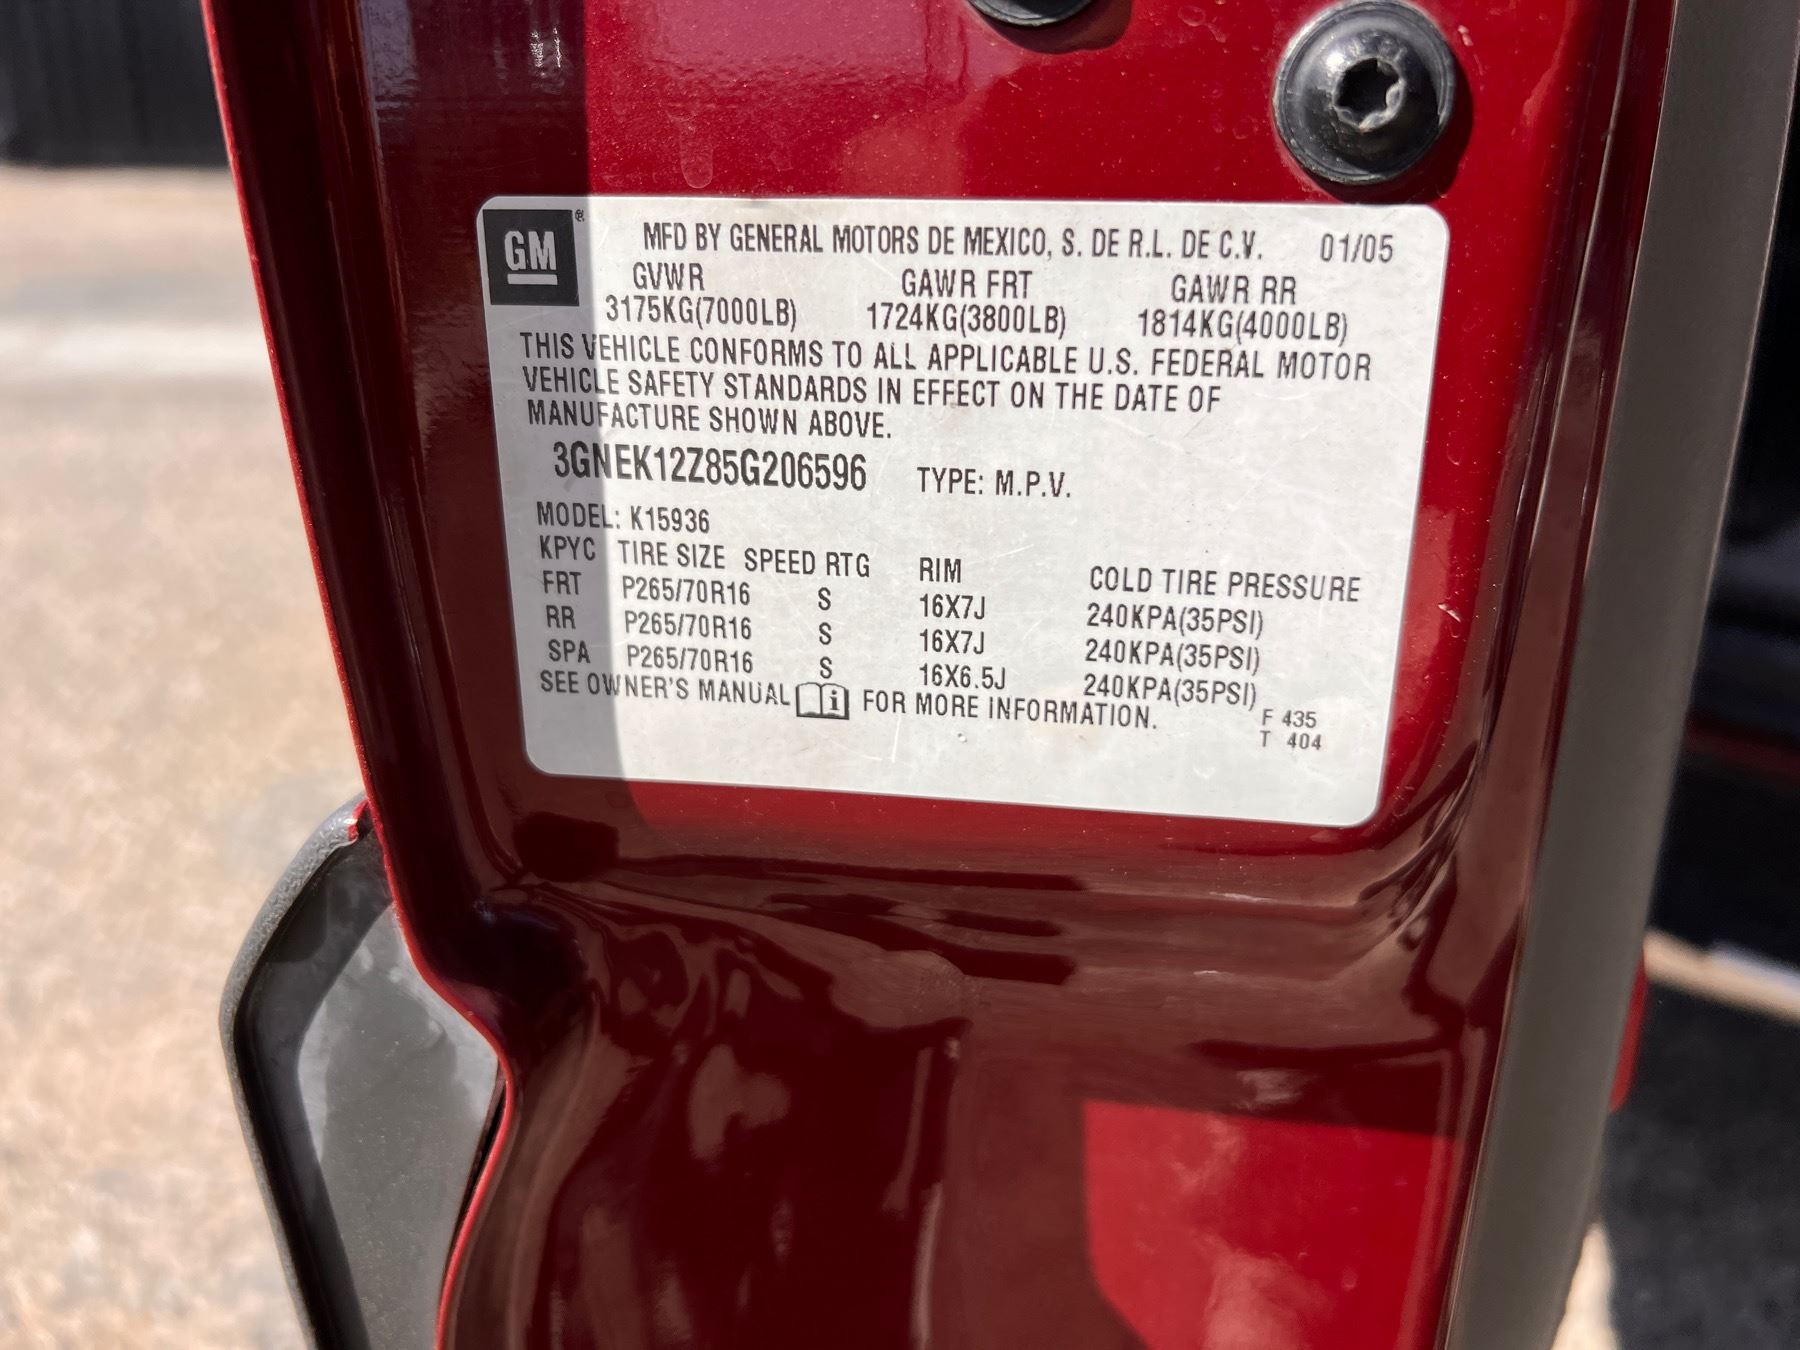 GM ® MFD BY GENERAL MOTORS DE MEXICO, S. DE R.L. DE C.V. 01/05
GVWR GAWR FRT GAWR RR
3175KG(7000LB) 1724KG(3800LB) 1814KG(4000LB)
THIS VEHICLE CONFORMS TO ALL APPLICABLE U.S. FEDERAL MOTOR
VEHICLE SAFETY STANDARDS IN EFFECT ON THE DATE OF
MANUFACTURE SHOWN ABOVE.
3GNEK12Z85G206596 TYPE: M.P.V.
MODEL: K15936
KPYC TIRE SIZE SPEED RTG RIM COLD TIRE PRESSURE
FRT P265/70R16 S 16X7J 240KPA(35PSI)
RR P265/70R16 S 16X7J 240KPA(35PSI)
SPA P265/70R16 S 16X6.5J 240KPA(35PSI)
SEE OWNER'S MANUAL i FOR MORE INFORMATION.
F 435
T 404